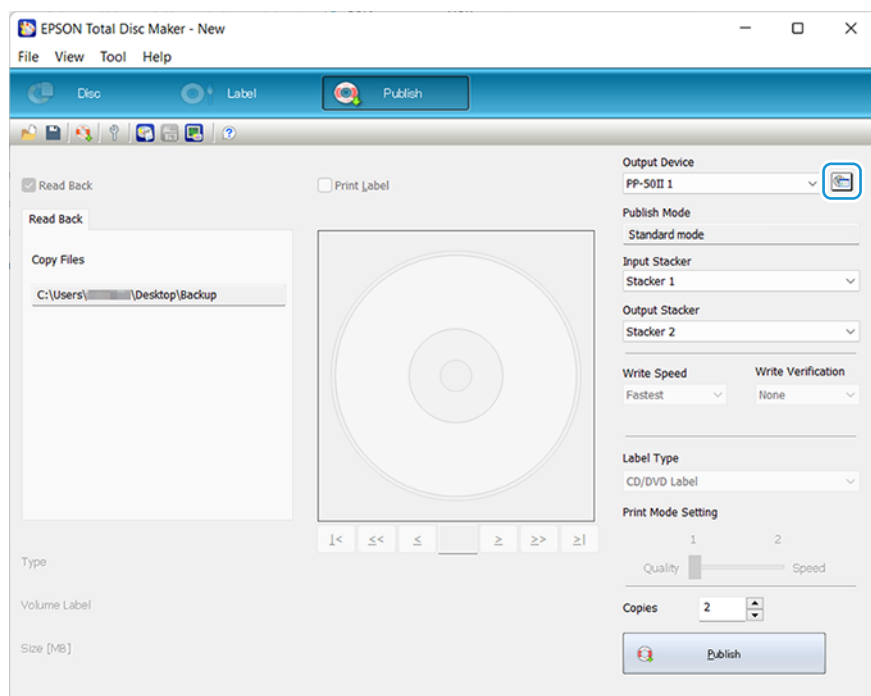 EPSON Total Disc Maker - New
File View Tool Help
Disc Label Publish
Read Back
Print Label
Read Back
Copy Files
C:\Users\ \Desktop\Backup
|< << < > >> >|
Type
Volume Label
Size [MB]
Output Device
PP-50II 1
Publish Mode
Standard mode
Input Stacker
Stacker 1
Output Stacker
Stacker 2
Write Speed Write Verification
Fastest None
Label Type
CD/DVD Label
Print Mode Setting
1 2
Quality Speed
Copies 2
Publish